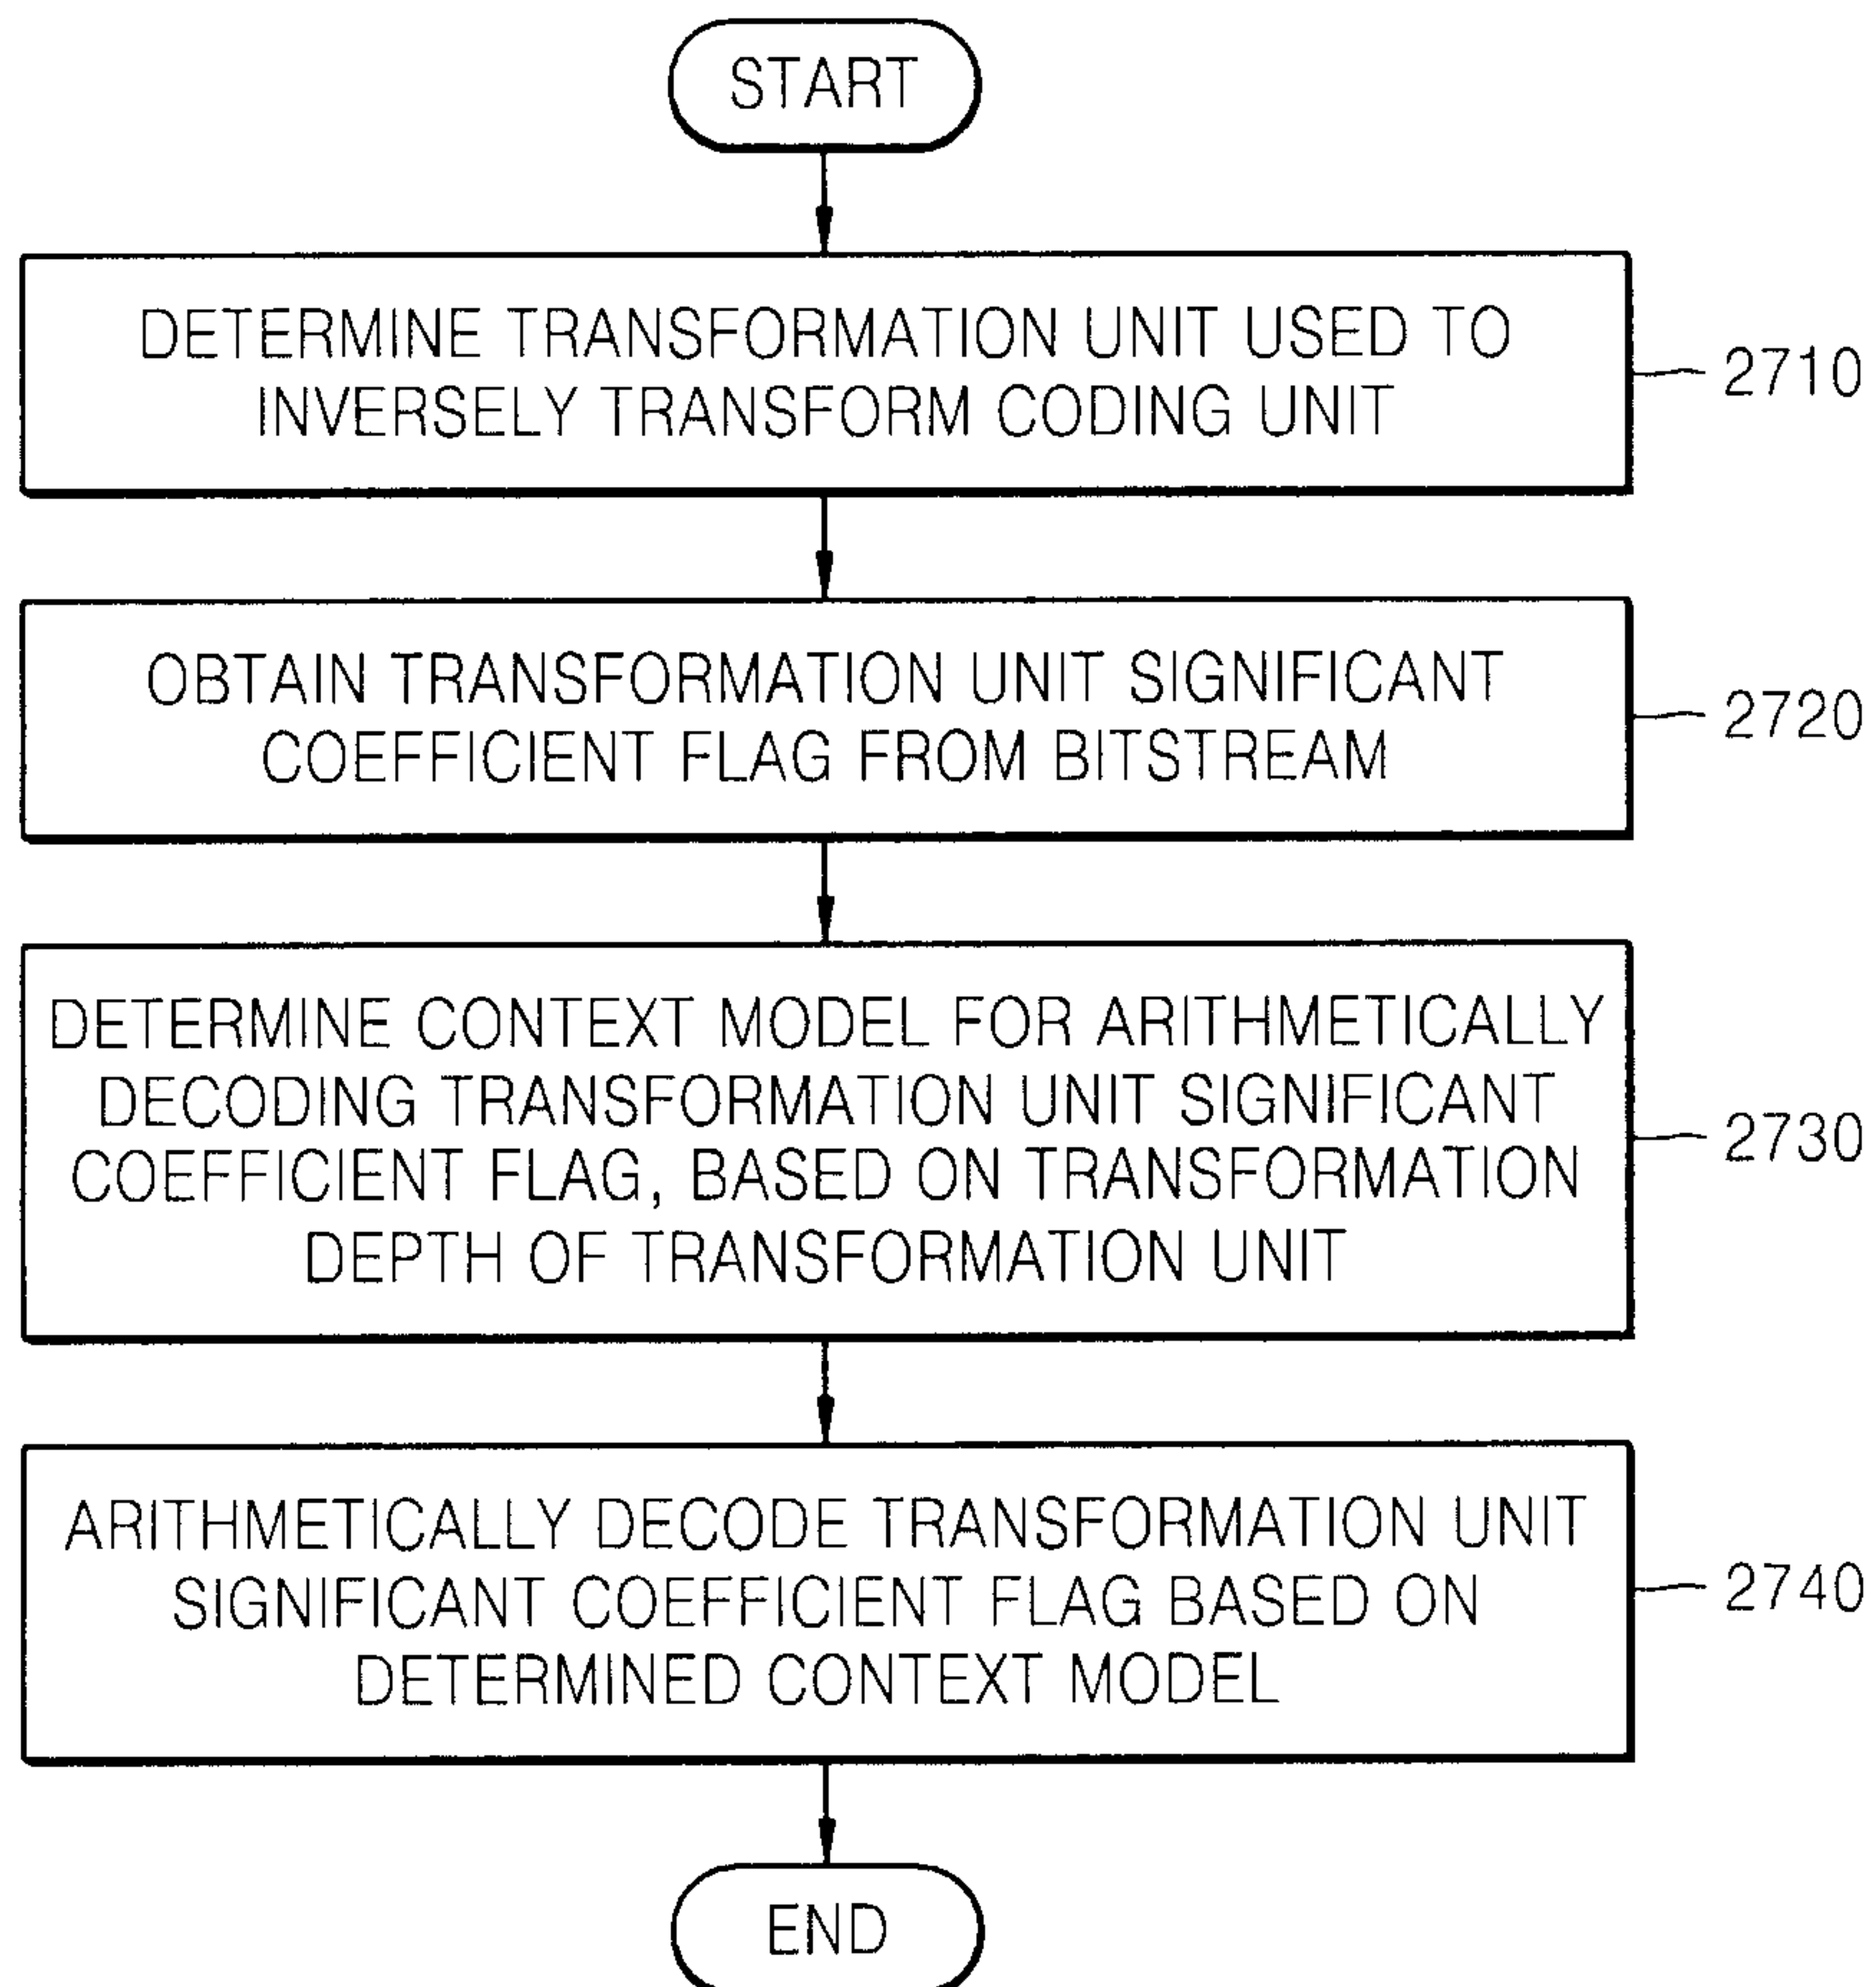 START
DETERMINE TRANSFORMATION UNIT USED TO
INVERSELY TRANSFORM CODING UNIT
2710
OBTAIN TRANSFORMATION UNIT SIGNIFICANT
COEFFICIENT FLAG FROM BITSTREAM
2720
DETERMINE CONTEXT MODEL FOR ARITHMETICALLY
DECODING TRANSFORMATION UNIT SIGNIFICANT
COEFFICIENT FLAG, BASED ON TRANSFORMATION
DEPTH OF TRANSFORMATION UNIT
2730
ARITHMETICALLY DECODE TRANSFORMATION UNIT
SIGNIFICANT COEFFICIENT FLAG BASED ON
DETERMINED CONTEXT MODEL
2740
END